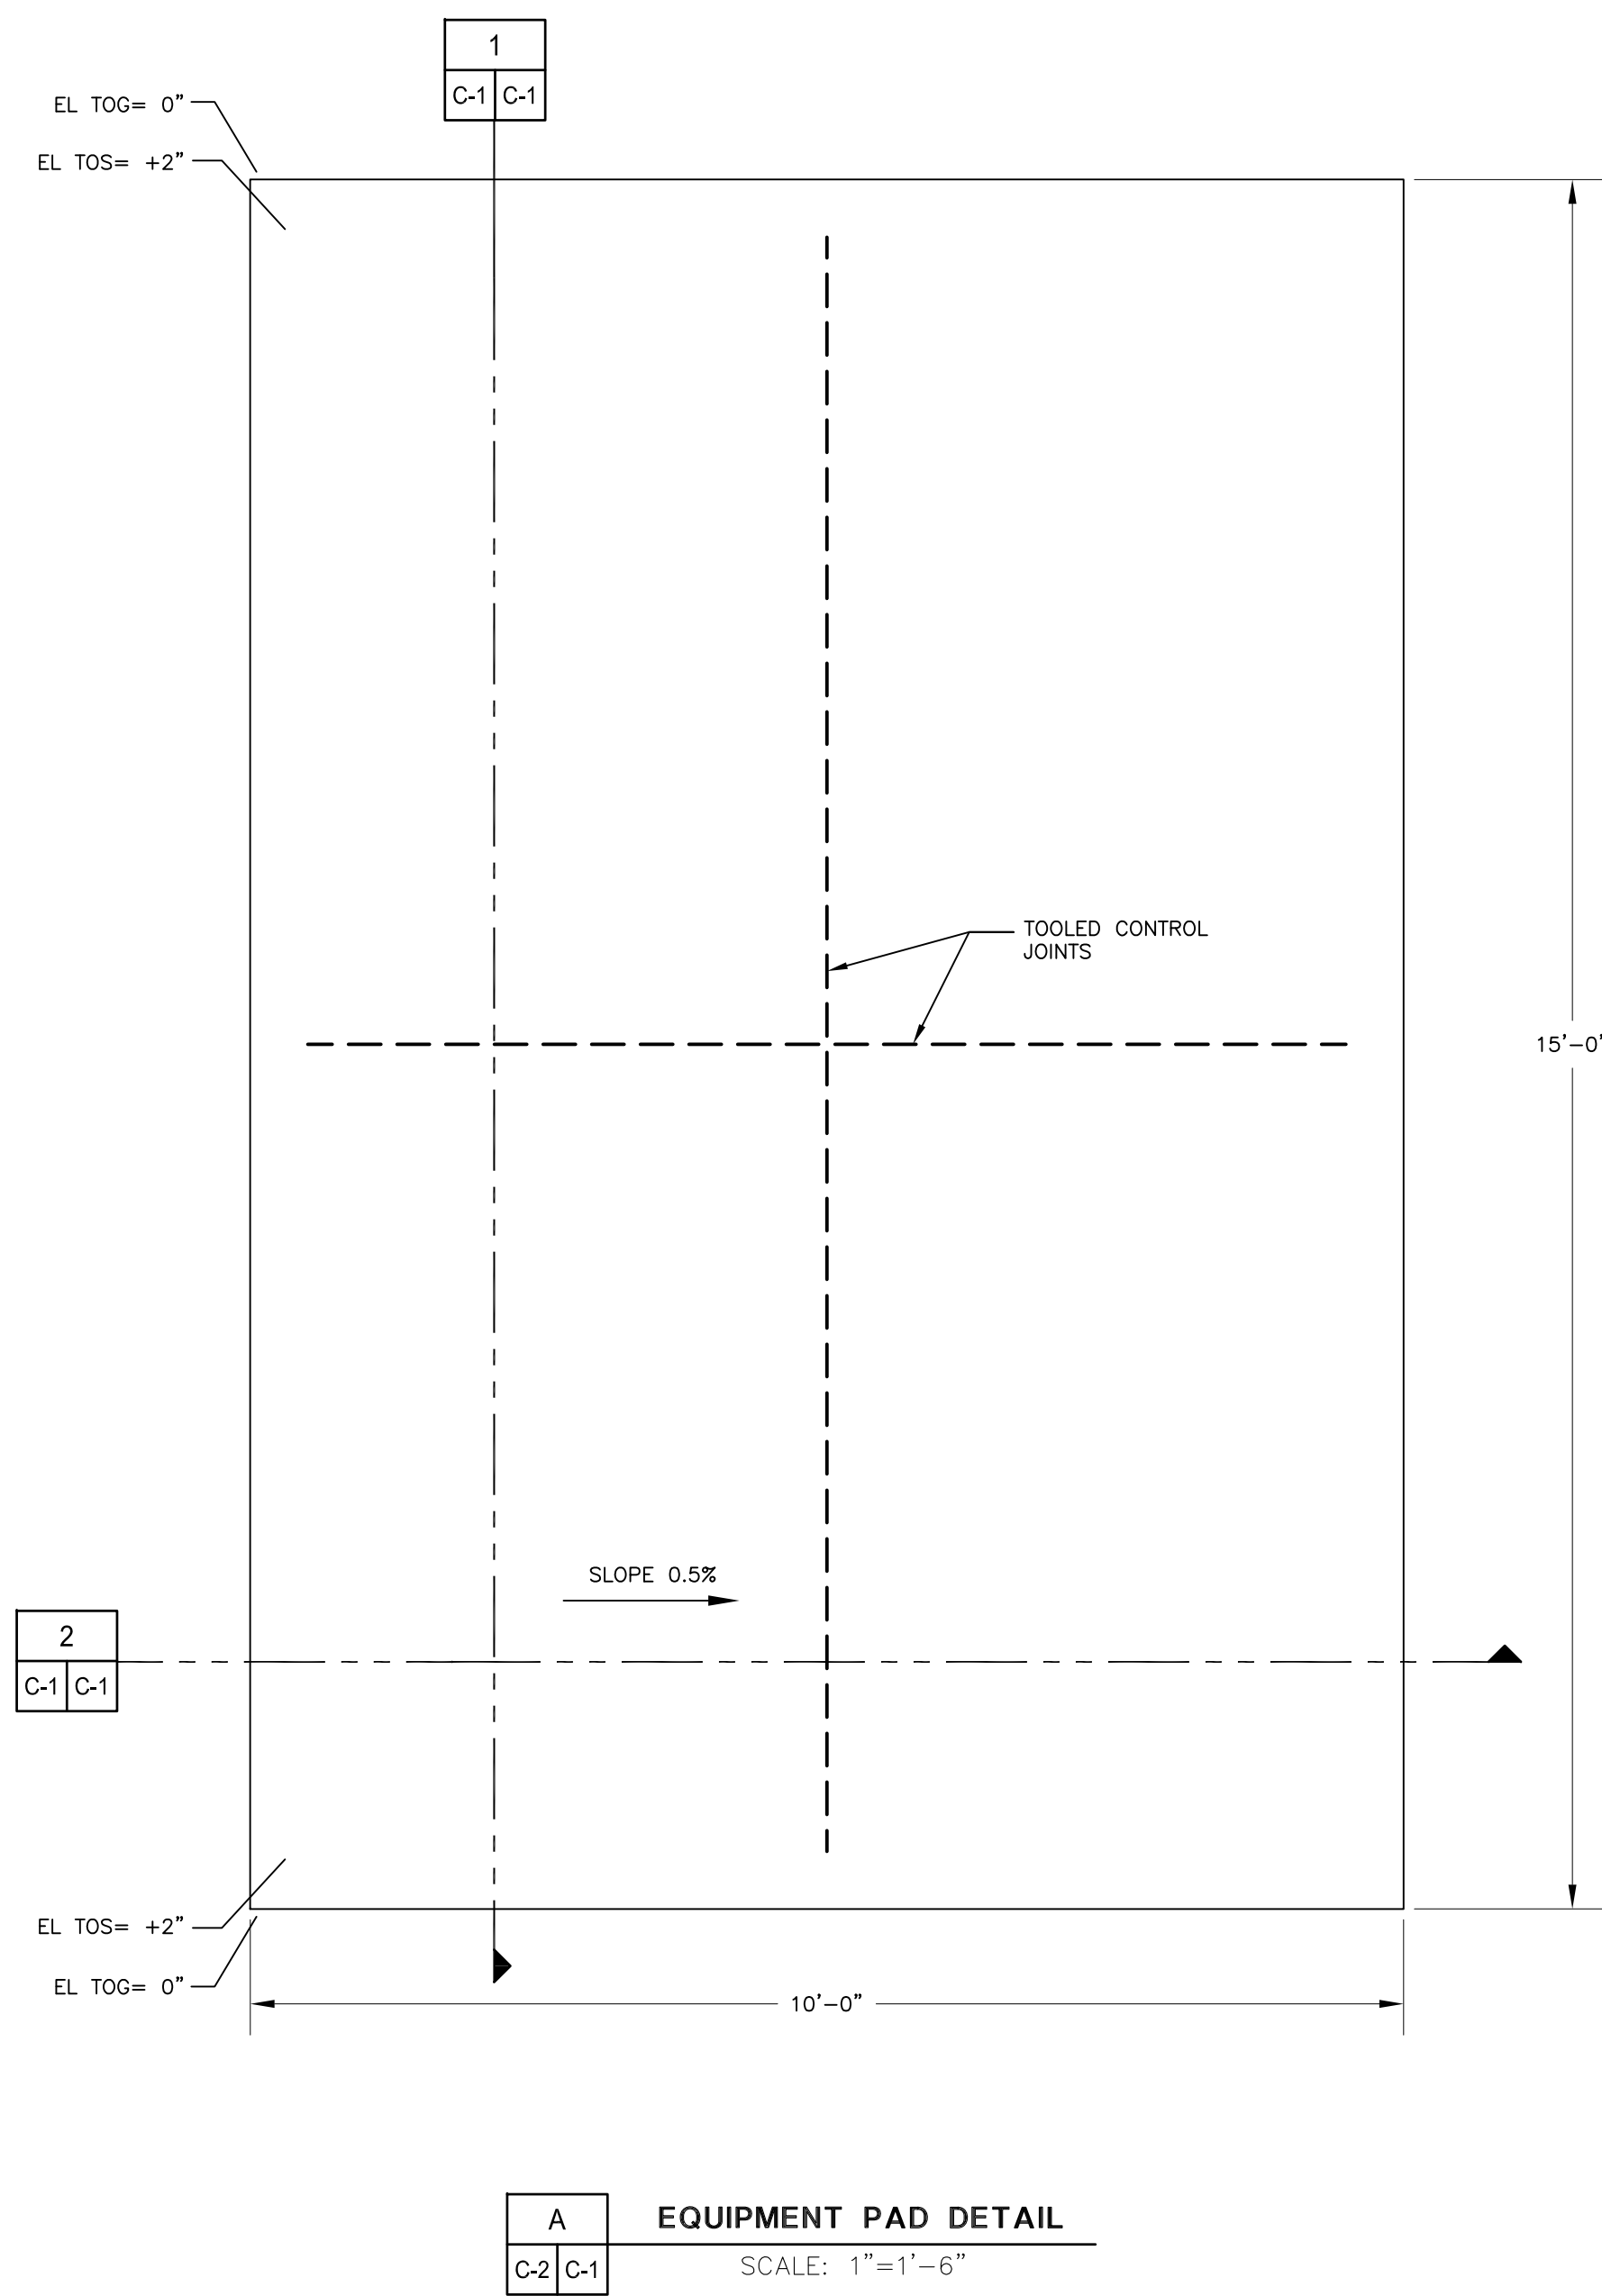 1
C-1 C-1
EL TOG= 0"
EL TOS= +2"
TOOLED CONTROL
JOINTS
15'-0"
SLOPE 0.5%
2
C-1 C-1
EL TOS= +2"
EL TOG= 0"
10'-0"
A
EQUIPMENT PAD DETAIL
C-2 C-1
SCALE: 1"=1'-6"